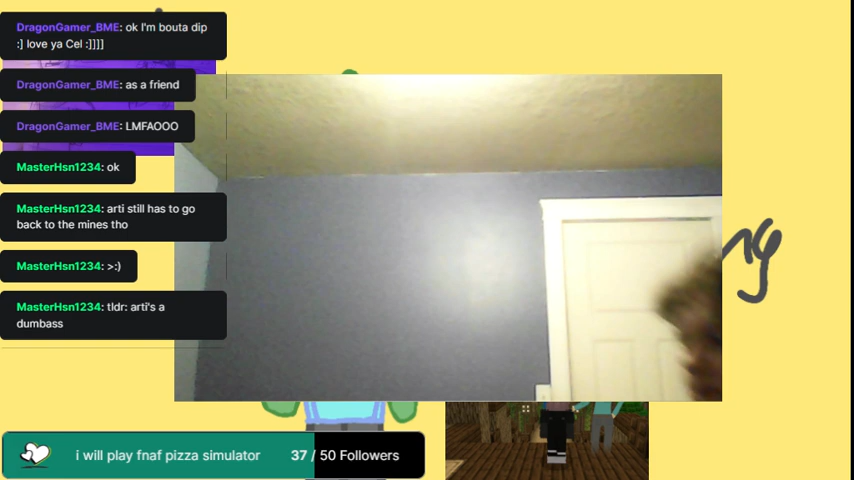 DragonGamer_BME: ok I'm bouta dip
:] love ya Cel :]]]]
DragonGamer_BME: as a friend
DragonGamer_BME: LMFAOOO
MasterHsn1234: ok
MasterHsn1234: arti still has to go
back to the mines tho
MasterHsn1234: >:)
MasterHsn1234: tldr: arti's a
dumbass
i will play fnaf pizza simulator 37 / 50 Followers